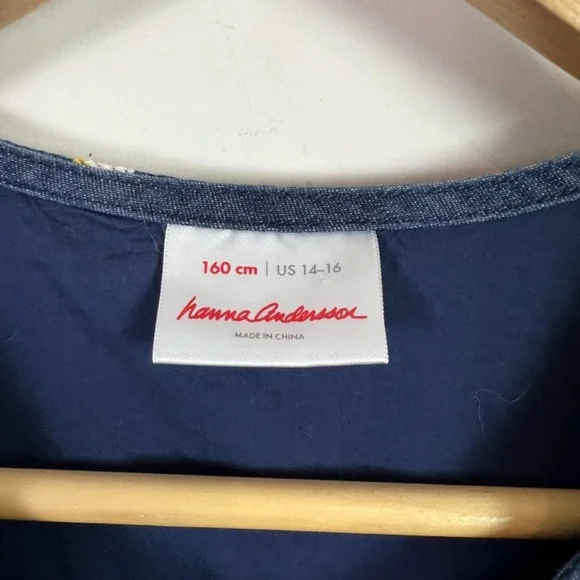 160 cm | US 14–16
hanna andersson
MADE IN CHINA